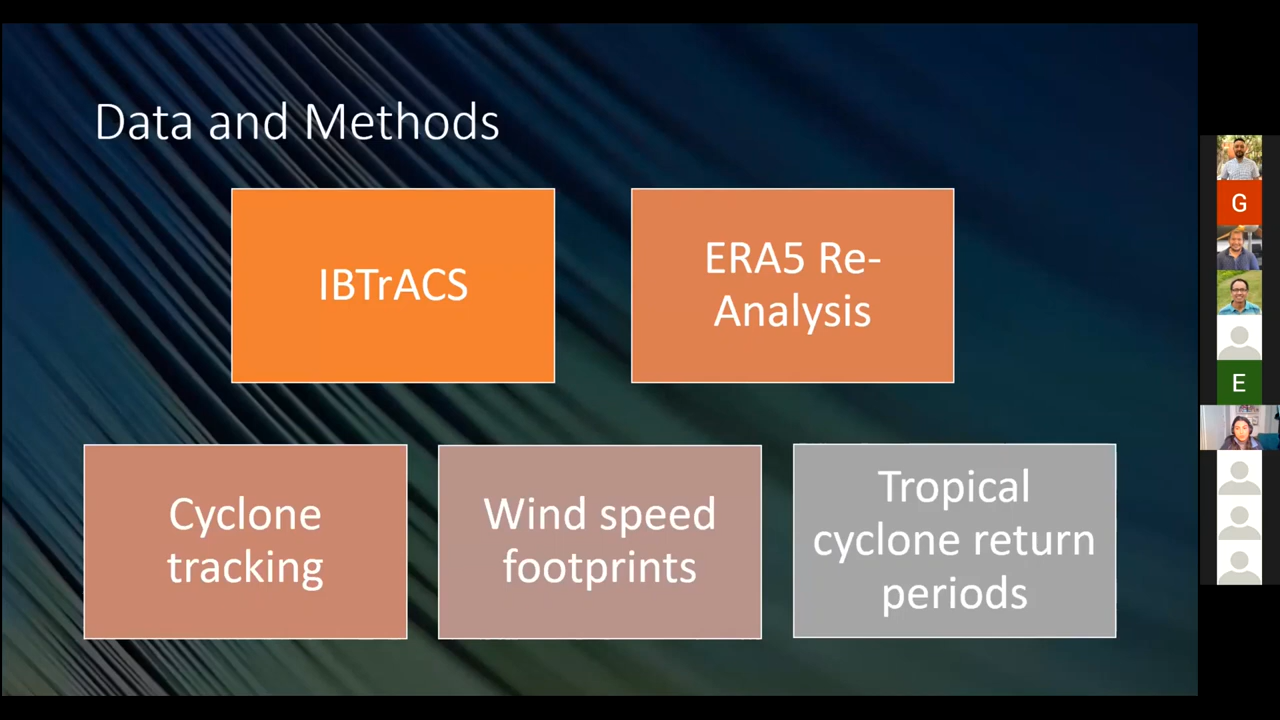 Data and Methods
IBTrACS
ERA5 Re-
Analysis
Cyclone
tracking
Wind speed
footprints
Tropical
cyclone return
periods
G
E